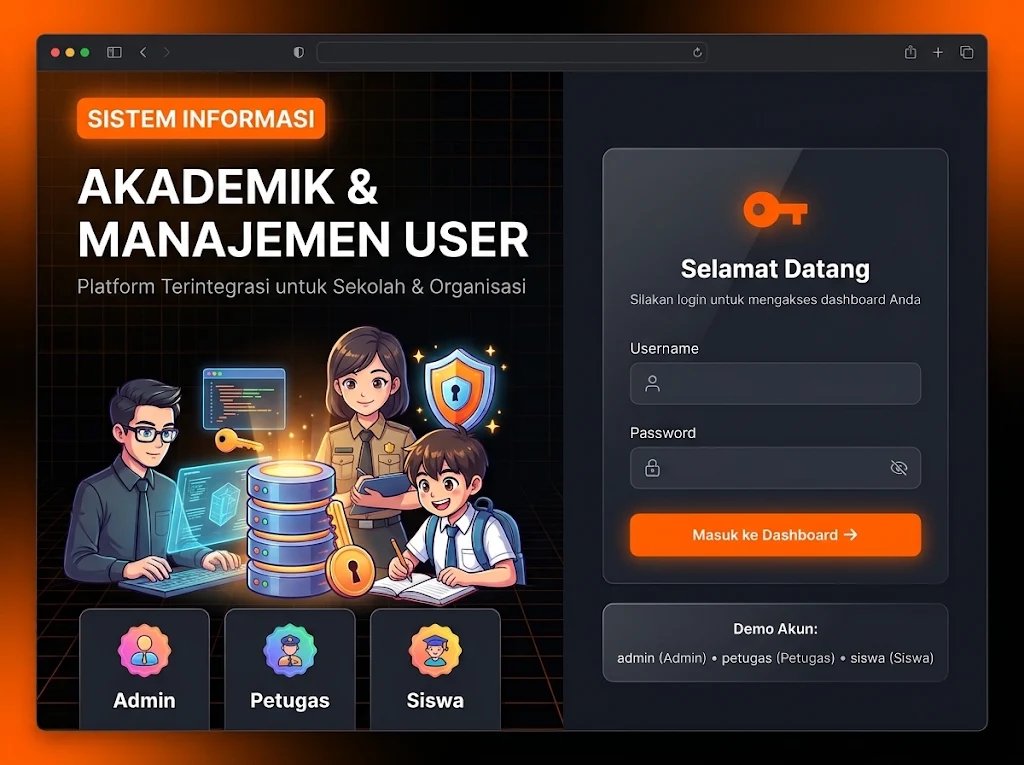 SISTEM INFORMASI
AKADEMIK &
MANAJEMEN USER
Platform Terintegrasi untuk Sekolah & Organisasi
Admin
Petugas
Siswa
Selamat Datang
Silakan login untuk mengakses dashboard Anda
Username
Password
Masuk ke Dashboard →
Demo Akun:
admin (Admin) • petugas (Petugas) • siswa (Siswa)